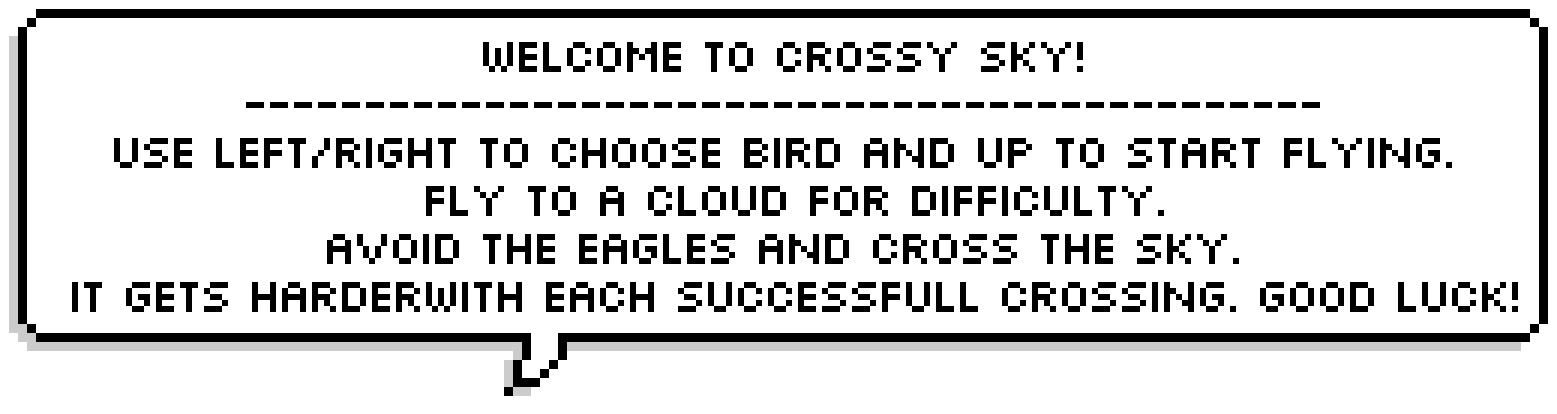 WELCOME TO CROSSY SKY!
---------------------------------------------
USE LEFT/RIGHT TO CHOOSE BIRD AND UP TO START FLYING.
FLY TO A CLOUD FOR DIFFICULTY.
AVOID THE EAGLES AND CROSS THE SKY.
IT GETS HARDERWITH EACH SUCCESSFULL CROSSING. GOOD LUCK!